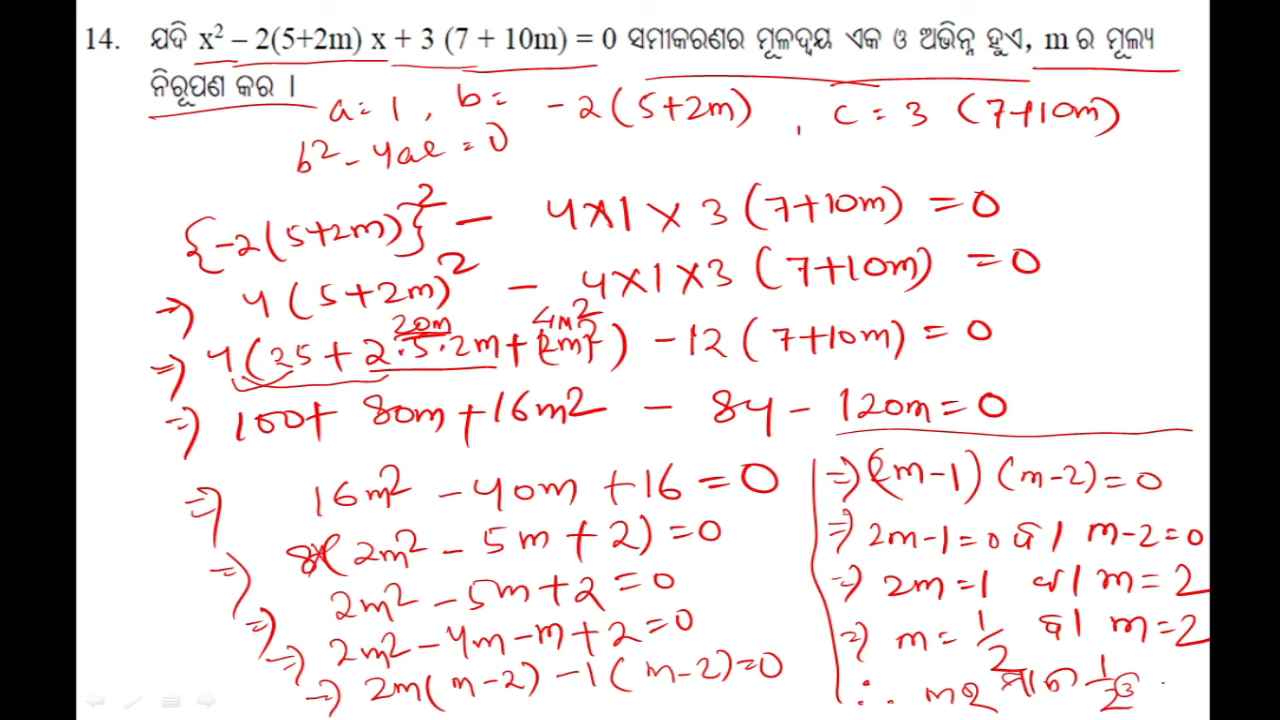 14. ଯଦି x² – 2(5+2m) x + 3 (7 + 10m) = 0 ସମୀକରଣର ମୂଳଦ୍ୱୟ ଏକ ଓ ଅଭିନ୍ନ ହୁଏ, m ର ମୂଲ୍ୟ
ନିରୂପଣ କର ।
a = 1, b = -2(5+2m), c = 3 (7+10m)
b² - 4ac = 0
{-2(5+2m)}² - 4×1×3(7+10m) = 0
⇒ 4(5+2m)² - 4×1×3(7+10m) = 0
20m 4m²
⇒ 4(25+2·5·2m+(2m)²) - 12(7+10m) = 0
⇒ 100+80m+16m² - 84 - 120m = 0
⇒ 16m² - 40m + 16 = 0
⇒ 8(2m² - 5m + 2) = 0
⇒ 2m² - 5m + 2 = 0
⇒ 2m² - 4m - m + 2 = 0
⇒ 2m(m-2) - 1(m-2) = 0
⇒ (2m-1)(m-2) = 0
⇒ 2m-1=0 ବା m-2=0
⇒ 2m=1 ବା m=2
⇒ m=1/2 ବା m=2
∴ m ର